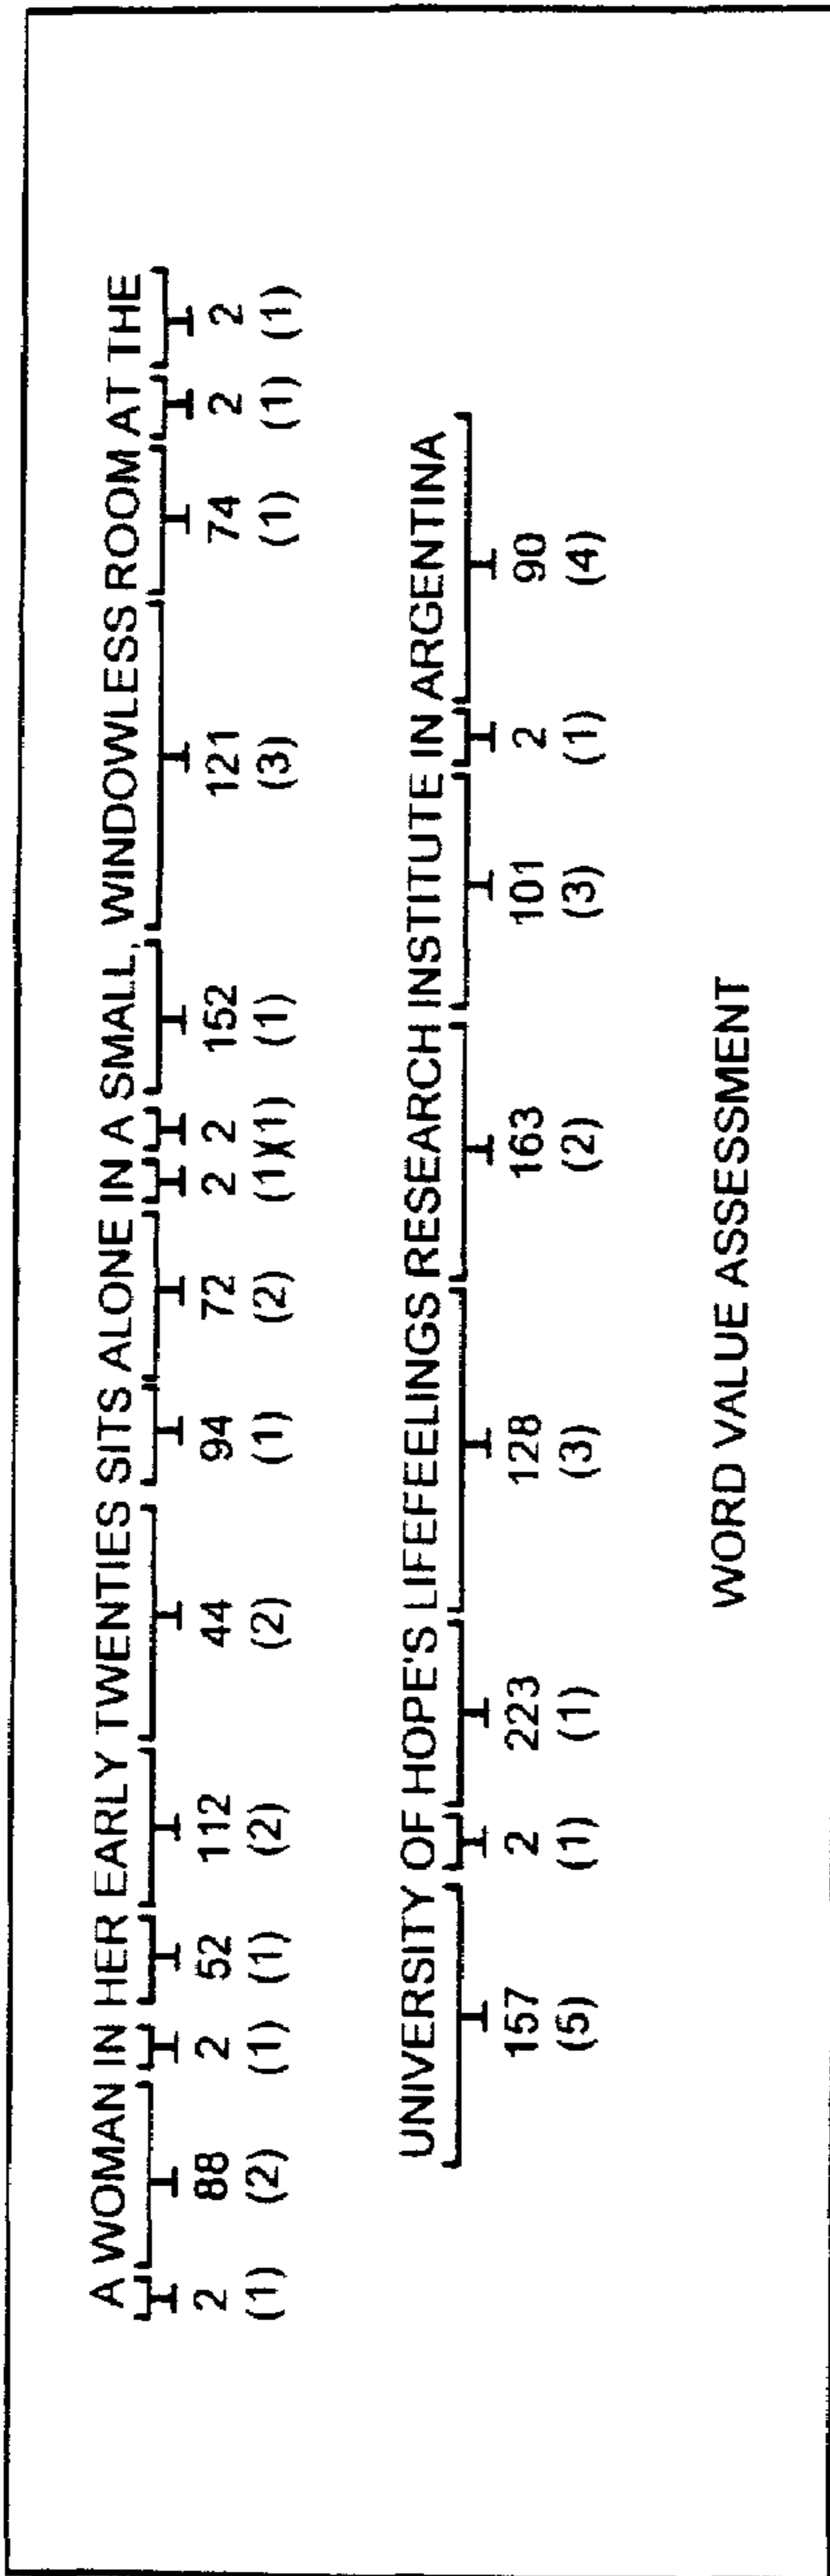 A WOMAN IN HER EARLY TWENTIES SITS ALONE IN A SMALL, WINDOWLESS ROOM AT THE
2 88 2 52 112 44 94 72 2 2 152 121 74 2 2
(1) (2) (1) (1) (2) (2) (1) (2) (1)(1) (1) (3) (1) (1) (1)
UNIVERSITY OF HOPE'S LIFEFEELINGS RESEARCH INSTITUTE IN ARGENTINA
157 2 223 128 163 101 2 90
(5) (1) (1) (3) (2) (3) (1) (4)
WORD VALUE ASSESSMENT